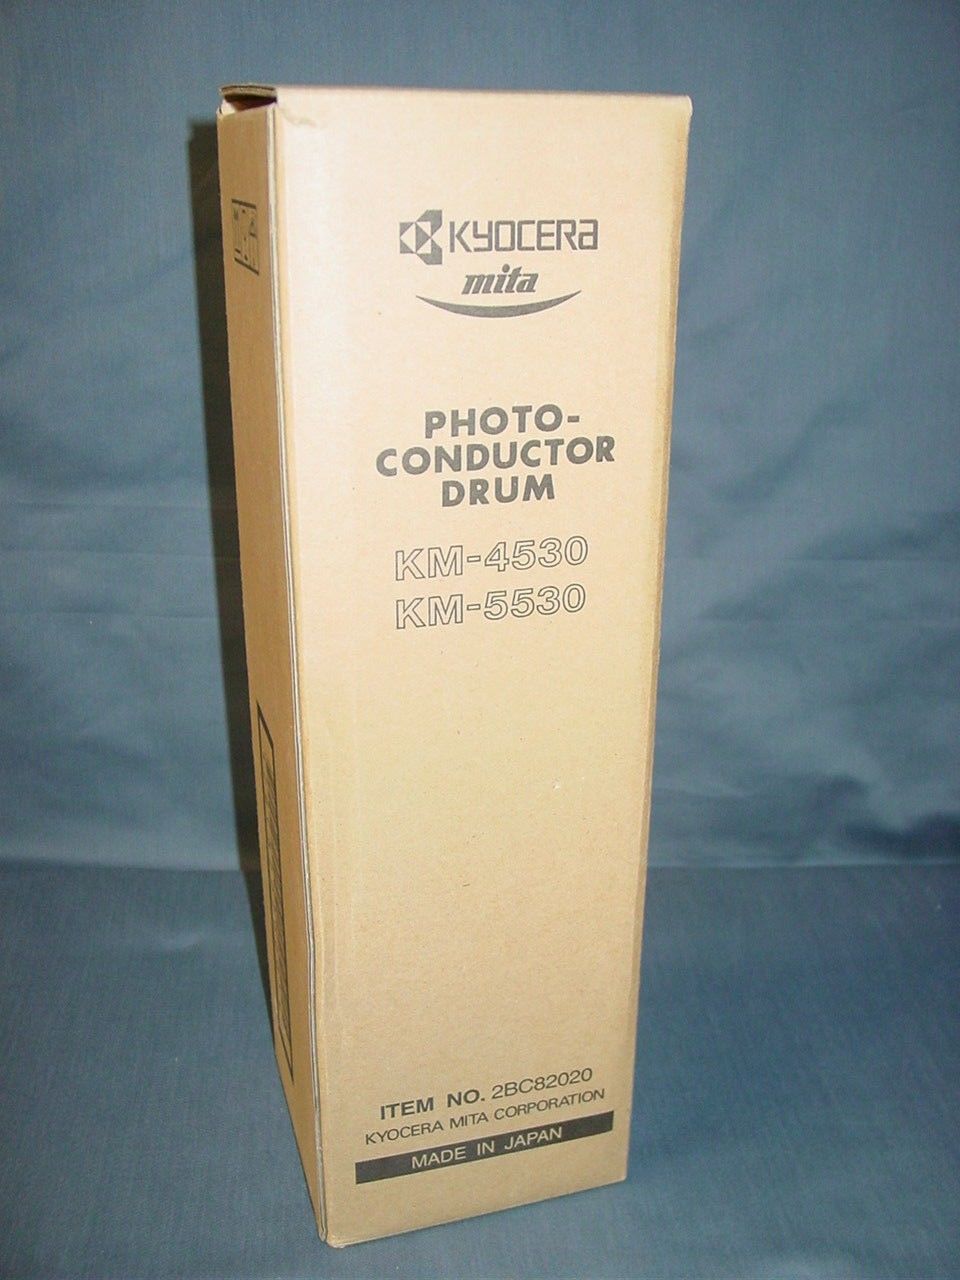 KYOCERA
mita
PHOTO-
CONDUCTOR
DRUM
KM-4530
KM-5530
ITEM NO. 2BC82020
KYOCERA MITA CORPORATION
MADE IN JAPAN